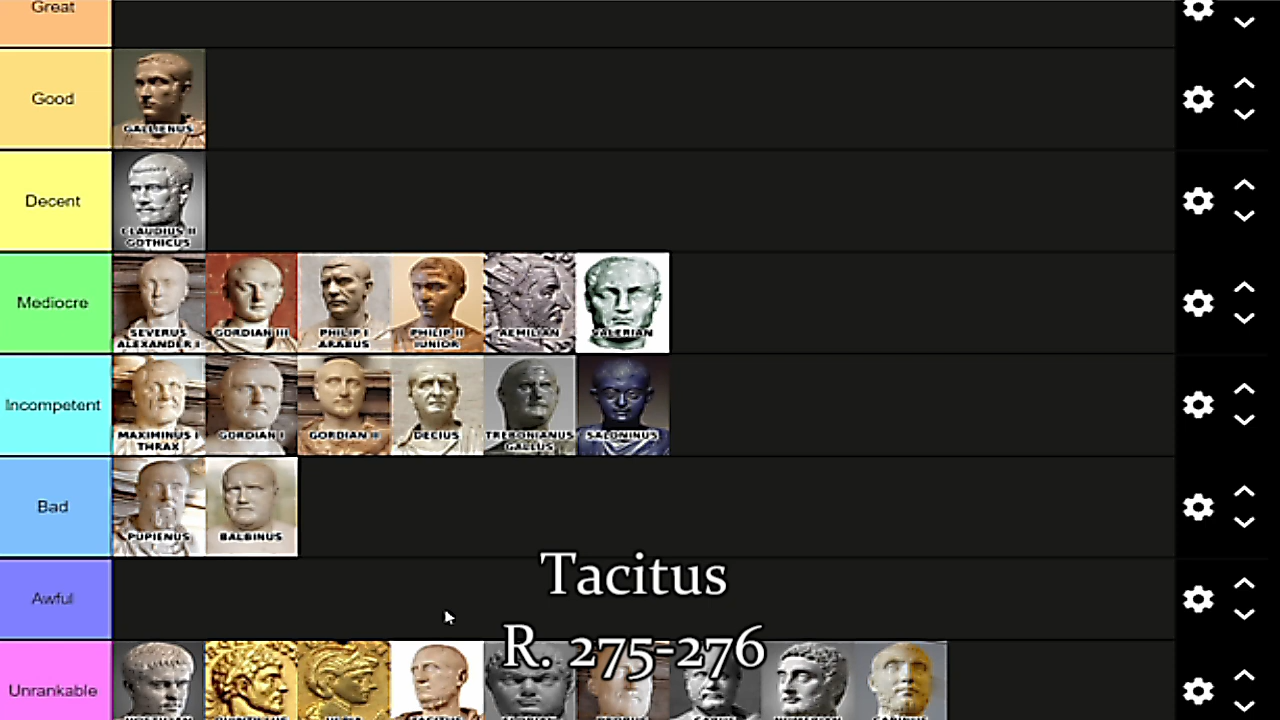 Great
Good
GALLIENUS
Decent
CLAUDIUS II
GOTHICUS
Mediocre
SEVERUS
ALEXANDER I
GORDIAN III
PHILIP I
ARABUS
PHILIP II
IUNIOR
AEMILIAN
VALERIAN
Incompetent
MAXIMINUS I
THRAX
GORDIAN I
GORDIAN II
DECIUS
TREBONIANUS
GALLUS
SALONINUS
Bad
PUPIENUS
BALBINUS
Awful
Tacitus
R. 275-276
Unrankable